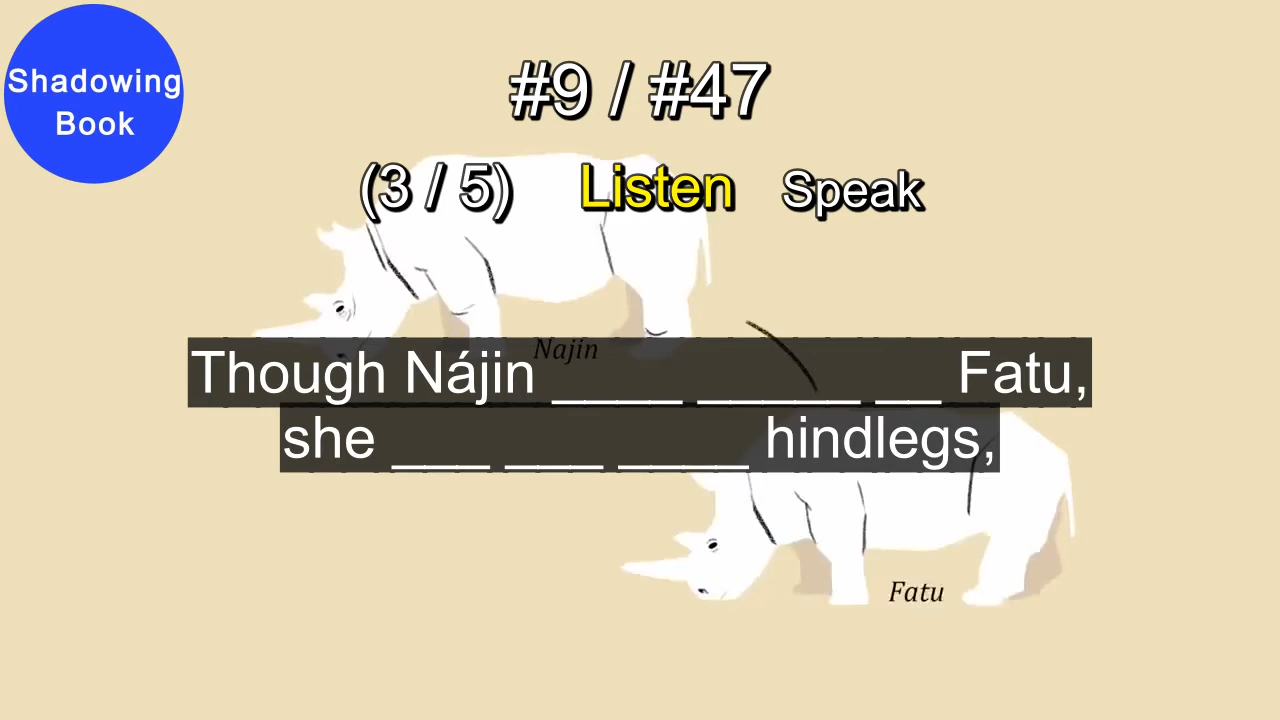 Shadowing
Book
#9 / #47
(3 / 5) Listen Speak
Najin
Though Nájin ____ _____ __ Fatu,
she ___ ___ ____ hindlegs,
Fatu